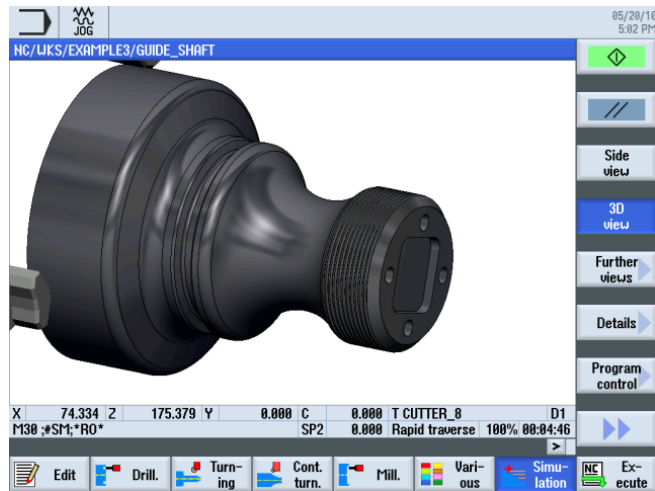 JOG
05/20/10
5:02 PM
NC/WKS/EXAMPLE3/GUIDE_SHAFT
Side
view
3D
view
Further
views
Details
Program
control
X 74.334 Z 175.379 Y 0.000 C 0.000 T CUTTER_8 D1
M30 ;#SM;*RO* SP2 0.000 Rapid traverse 100% 00:04:46
>
Edit
Drill.
Turn-
ing
Cont.
turn.
Mill.
Vari-
ous
Simu-
lation
NC
Ex-
ecute